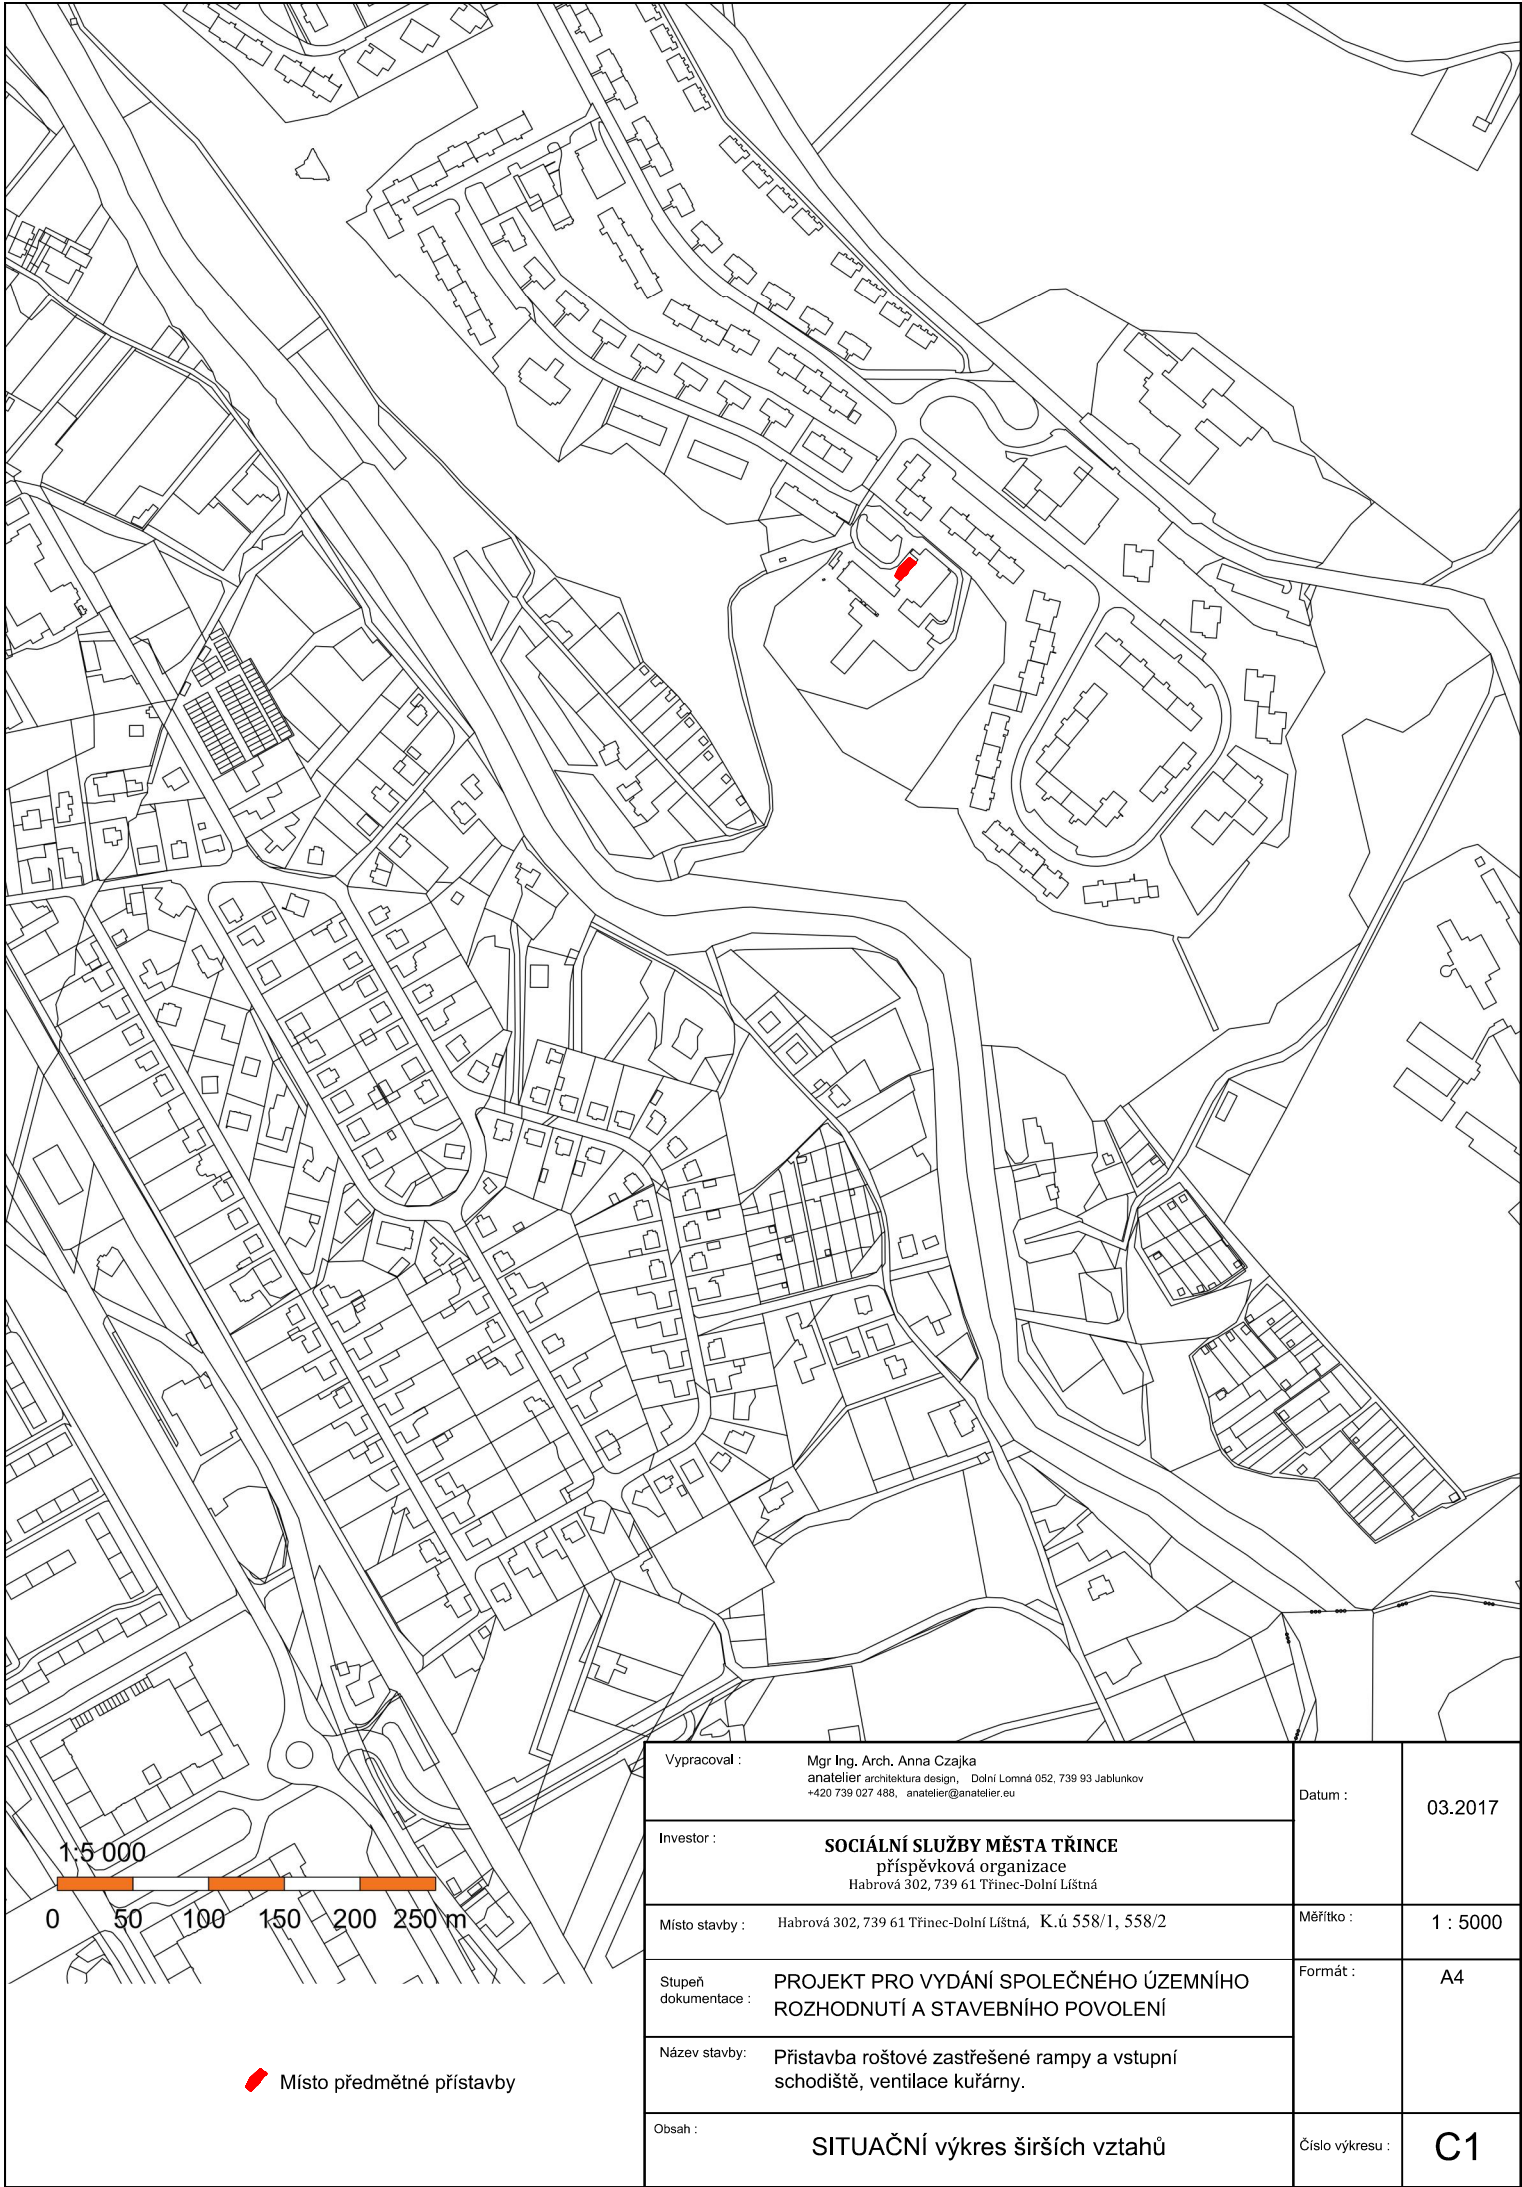 Vypracoval :
Mgr Ing. Arch. Anna Czajka
anatelier architektura design, Dolní Lomná 052, 739 93 Jablunkov
+420 739 027 488, anatelier@anatelier.eu
Datum :
03.2017
Investor :
SOCIÁLNÍ SLUŽBY MĚSTA TŘINCE
příspěvková organizace
Habrová 302, 739 61 Třinec-Dolní Líštná
1:5 000
0 50 100 150 200 250 m
Místo stavby :
Habrová 302, 739 61 Třinec-Dolní Líštná, K.ú 558/1, 558/2
Měřítko :
1 : 5000
Stupeň
dokumentace :
PROJEKT PRO VYDÁNÍ SPOLEČNÉHO ÚZEMNÍHO
ROZHODNUTÍ A STAVEBNÍHO POVOLENÍ
Formát :
A4
Název stavby:
Přistavba roštové zastřešené rampy a vstupní
schodiště, ventilace kuřárny.
Místo předmětné přístavby
Obsah :
SITUAČNÍ výkres širších vztahů
Číslo výkresu :
C1